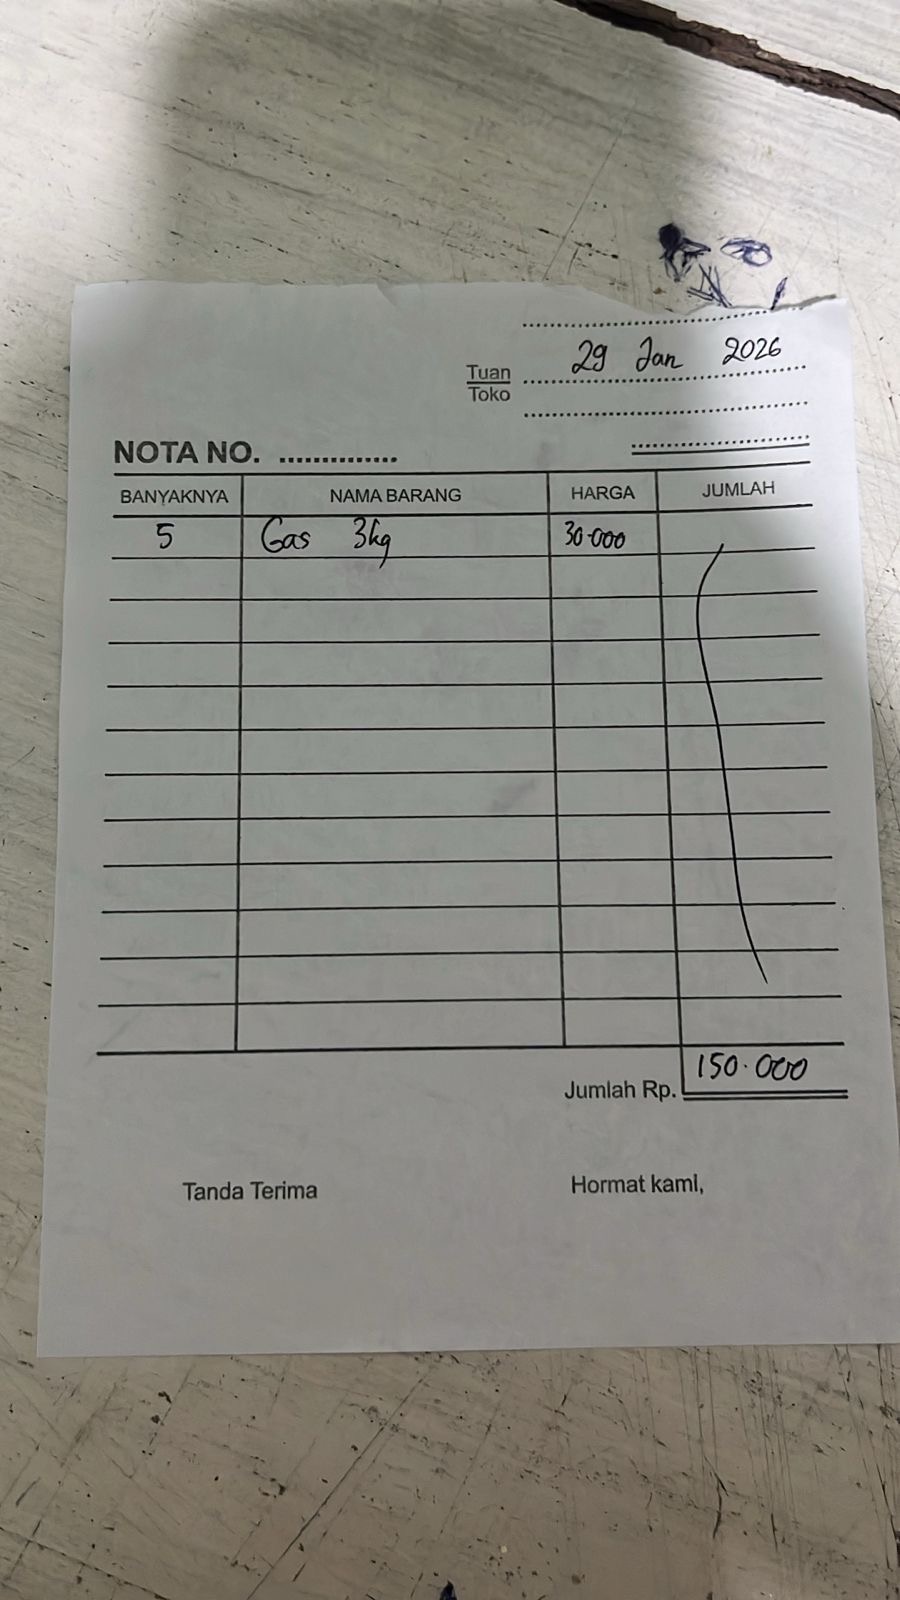 29 Jan 2026
Tuan
Toko
NOTA NO. ..............
BANYAKNYA NAMA BARANG HARGA JUMLAH
5 Gas 3kg 30.000
Jumlah Rp. 150.000
Tanda Terima Hormat kami,